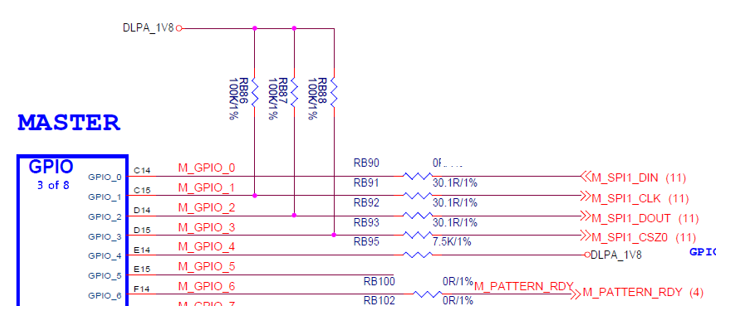 DLPA_1V8
RB86
100K/1%
RB87
100K/1%
RB88
100K/1%
MASTER
GPIO
3 of 8
GPIO_0 C14 M_GPIO_0 RB90 M_SPI1_DIN (11)
GPIO_1 C15 M_GPIO_1 RB91 30.1R/1% M_SPI1_CLK (11)
GPIO_2 D14 M_GPIO_2 RB92 30.1R/1% M_SPI1_DOUT (11)
GPIO_3 D15 M_GPIO_3 RB93 30.1R/1% M_SPI1_CSZ0 (11)
GPIO_4 E14 M_GPIO_4 RB95 7.5K/1% DLPA_1V8
GPIO_5 E15 M_GPIO_5
GPIO_6 F14 M_GPIO_6 RB100 0R/1% M_PATTERN_RDY M_PATTERN_RDY (4)
M_GPIO_7 RB102 0R/1%